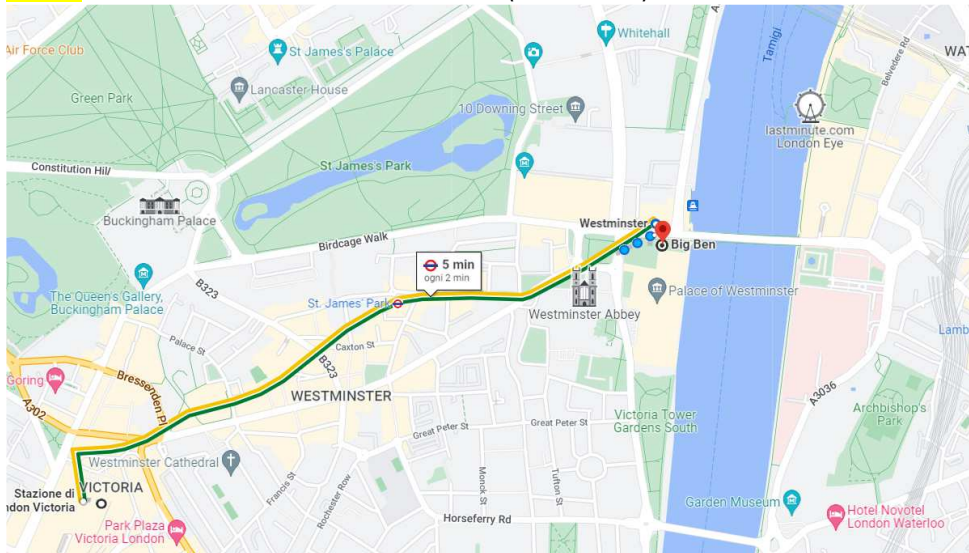 Air Force Club
St James's Palace
Whitehall
A.
Tamigi
Belvedere Rd
WAT
Green Park
Lancaster House
10 Downing Street
lastminute.com
London Eye
Constitution Hill
St James's Park
Buckingham Palace
Birdcage Walk
Westminster
Big Ben
5 min
ogni 2 min
B323
The Queen's Gallery,
Buckingham Palace
St. James' Park
Palace of Westminster
Westminster Abbey
Lamb
Palace St
Caxton St
B323
Goring
Bressenden Pl
A302
WESTMINSTER
A3036
Archbishop's
Park
Great Peter St
Great Peter St
Victoria Tower
Gardens South
Westminster Cathedral
Francis St
Rochester Row
Monck St
Tufton St
VICTORIA
Stazione di
ndon Victoria
Park Plaza
Victoria London
Horseferry Rd
Garden Museum
Hotel Novotel
London Waterloo